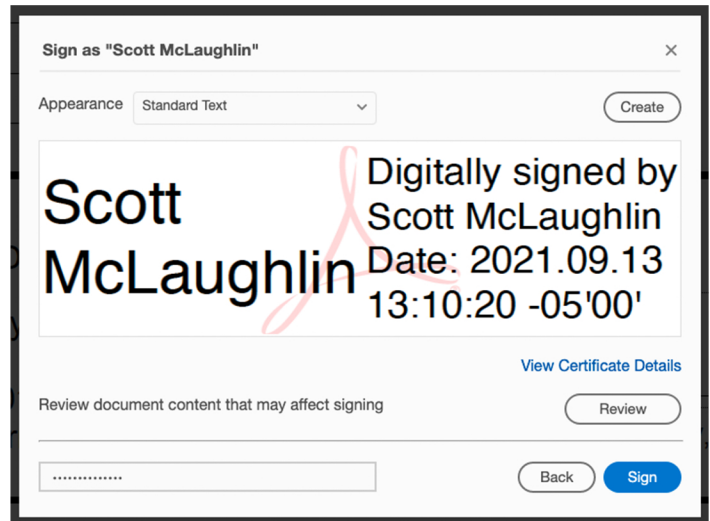 Sign as "Scott McLaughlin"
Appearance
Standard Text
Create
Scott
McLaughlin
Digitally signed by
Scott McLaughlin
Date: 2021.09.13
13:10:20 -05'00'
View Certificate Details
Review document content that may affect signing
Review
Back
Sign